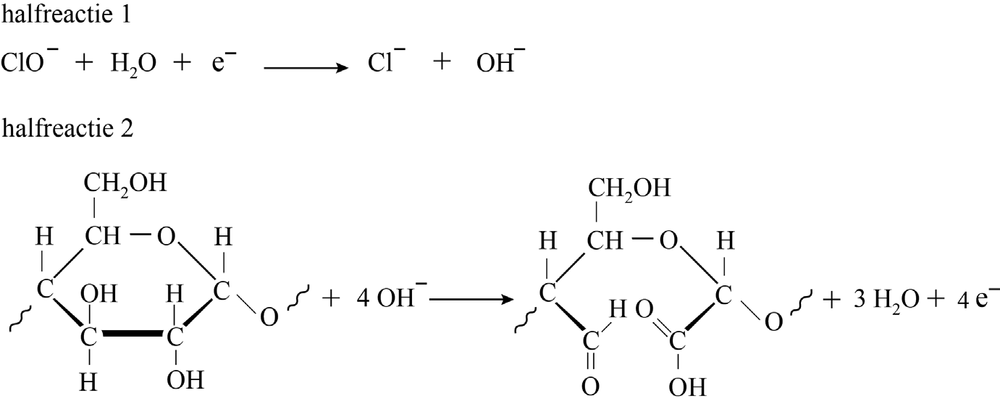 halfreactie 1
ClO⁻ + H₂O + e⁻ ⟶ Cl⁻ + OH⁻
halfreactie 2
CH₂OH CH₂OH
H CH — O H H CH — O H
C OH H C + 4 OH⁻ ⟶ C H O C + 3 H₂O + 4 e⁻
O O
C C C C
H OH O OH